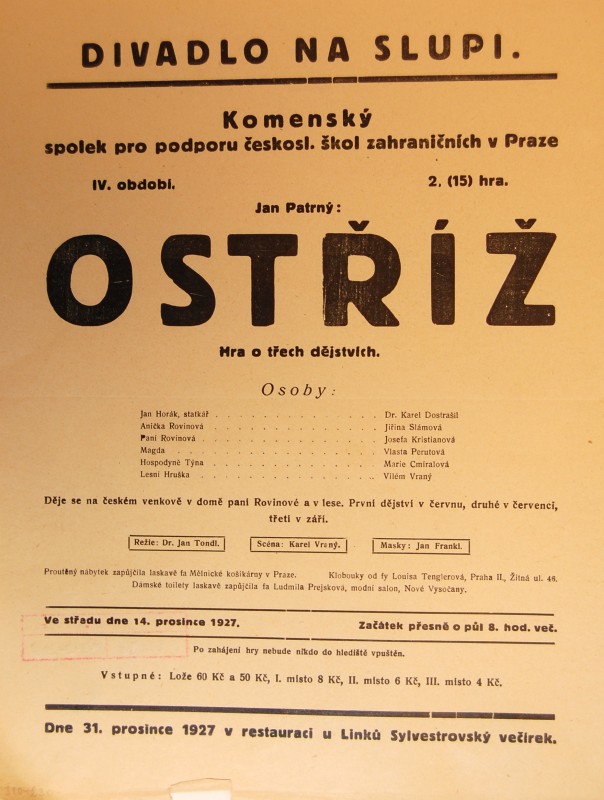 DIVADLO NA SLUPI.
Komenský
spolek pro podporu českosl. škol zahraničních v Praze
IV. obdobi. 2. (15) hra.
Jan Patrný:
OSTŘÍŽ
Hra o třech dějstvích.
Osoby:
Jan Horák, statkář . . . . . . . . . . . . . . Dr. Karel Dostrašil
Anička Rovinová . . . . . . . . . . . . . . Jiřina Slámová
Paní Rovinová . . . . . . . . . . . . . . Josefa Kristianová
Magda . . . . . . . . . . . . . . Vlasta Perutová
Hospodyně Týna . . . . . . . . . . . . . . Marie Cmíralová
Lesní Hruška . . . . . . . . . . . . . . Vilém Vraný
Děje se na českém venkově v domě paní Rovinové a v lese. První dějství v červnu, druhé v červenci,
třetí v září.
Režie: Dr. Jan Tondl. Scéna: Karel Vraný. Masky: Jan Frankl.
Proutěný nábytek zapůjčila laskavě fa Mělnické košikárny v Praze. Klobouky od fy Louisa Tenglerová, Praha II., Žitná ul. 46.
Dámské toilety laskavě zapůjčila fa Ludmila Prejsková, modní salon, Nové Vysočany.
Ve středu dne 14. prosince 1927. Začátek přesně o půl 8. hod. več.
Po zahájení hry nebude nikdo do hlediště vpuštěn.
Vstupné: Lože 60 Kč a 50 Kč, I. místo 8 Kč, II. místo 6 Kč, III. místo 4 Kč.
Dne 31. prosince 1927 v restauraci u Linků Sylvestrovský večírek.